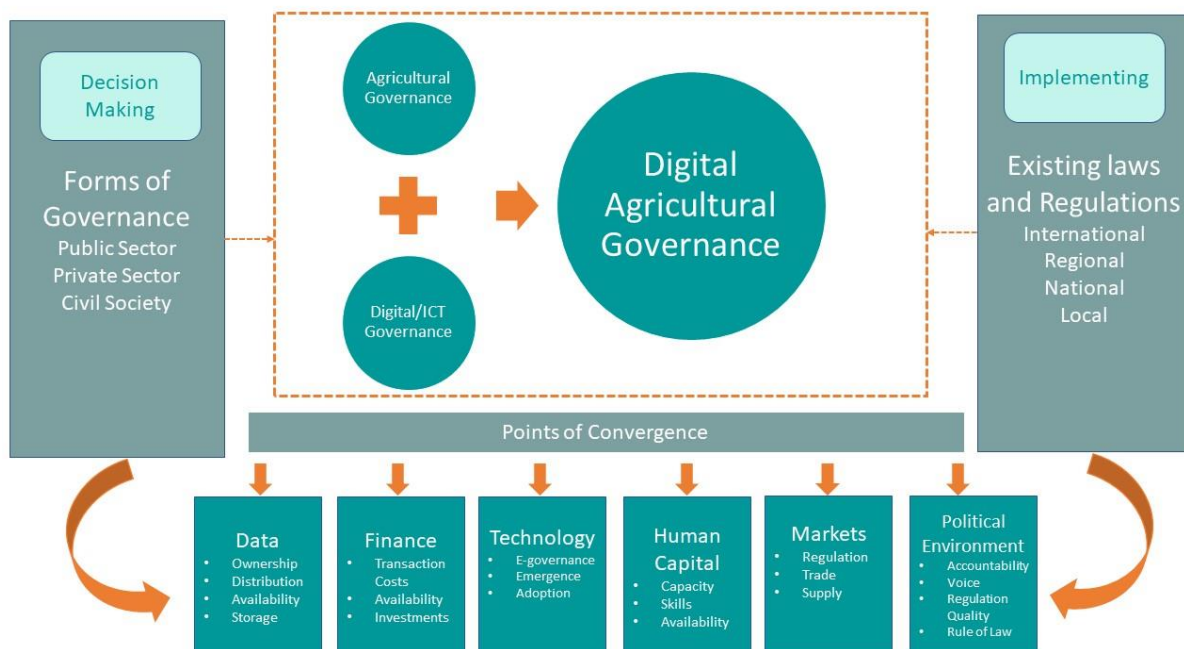 Decision
Making
Forms of
Governance
Public Sector
Private Sector
Civil Society
Agricultural
Governance
Digital/ICT
Governance
Digital
Agricultural
Governance
Implementing
Existing laws
and Regulations
International
Regional
National
Local
Points of Convergence
Data
• Ownership
• Distribution
• Availability
• Storage
Finance
• Transaction
Costs
• Availability
• Investments
Technology
• E-governance
• Emergence
• Adoption
Human
Capital
• Capacity
• Skills
• Availability
Markets
• Regulation
• Trade
• Supply
Political
Environment
• Accountability
• Voice
• Regulation
Quality
• Rule of Law